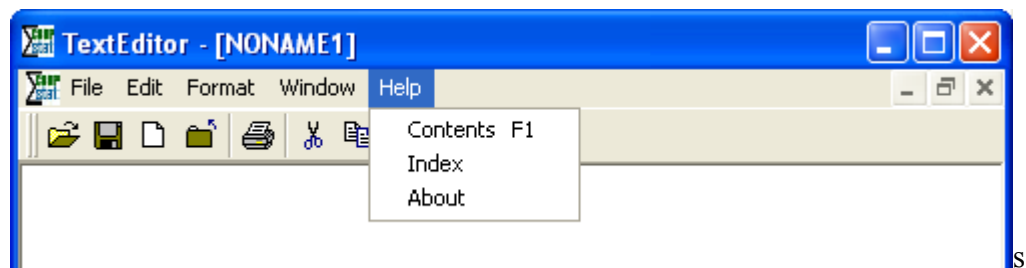 TextEditor - [NONAME1]
File Edit Format Window Help
Contents F1
Index
About
s